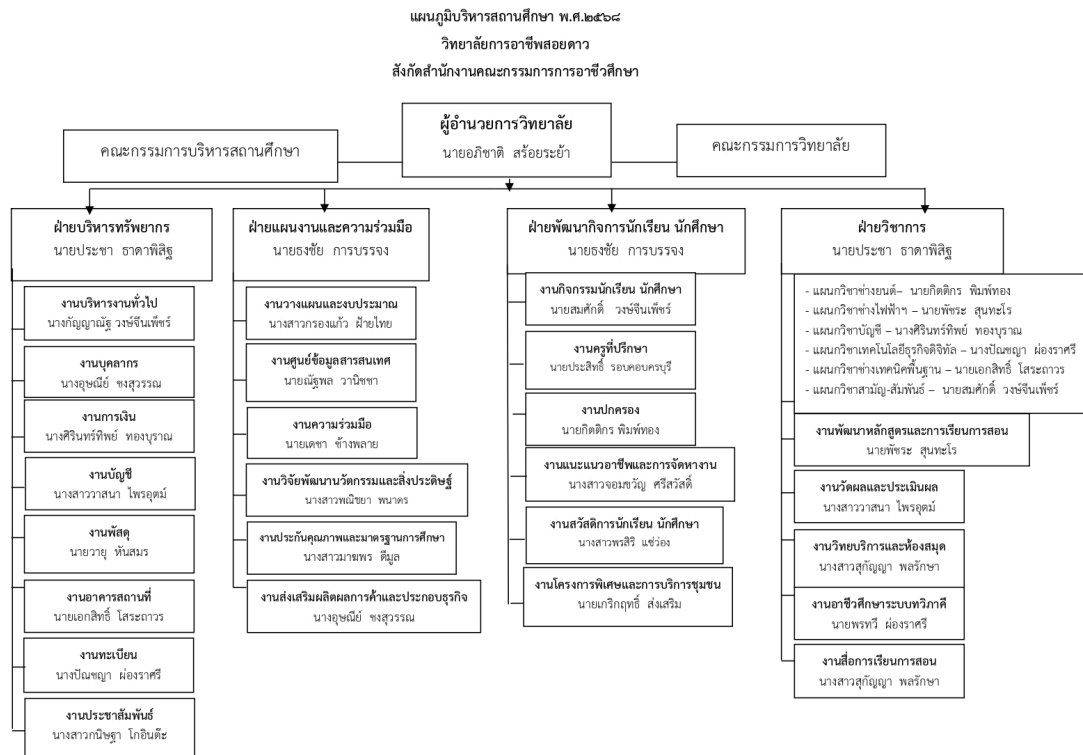 แผนภูมิบริหารสถานศึกษา พ.ศ.๒๕๖๘
วิทยาลัยการอาชีพสอยดาว
สังกัดสำนักงานคณะกรรมการการอาชีวศึกษา
ผู้อำนวยการวิทยาลัย
นายอภิชาติ สร้อยระย้า
คณะกรรมการบริหารสถานศึกษา
คณะกรรมการวิทยาลัย
ฝ่ายบริหารทรัพยากร
นายประชา ธาดาพิสิฐ
งานบริหารงานทั่วไป
นางกัญญาณัฐ วงษ์จีนเพ็ชร์
งานบุคลากร
นางอุษณีย์ ชงสุวรรณ
งานการเงิน
นางศิรินทร์ทิพย์ ทองบุราณ
งานบัญชี
นางสาววาสนา ไพรอุตม์
งานพัสดุ
นายวายุ หันสมร
งานอาคารสถานที่
นายเอกสิทธิ์ โสระถาวร
งานทะเบียน
นางปัณชญา ผ่องราศรี
งานประชาสัมพันธ์
นางสาวกนิษฐา โกอินต๊ะ
ฝ่ายแผนงานและความร่วมมือ
นายธงชัย การบรรจง
งานวางแผนและงบประมาณ
นางสาวกรองแก้ว ฝ้ายไทย
งานศูนย์ข้อมูลสารสนเทศ
นายณัฐพล วานิชชา
งานความร่วมมือ
นายเดชา ช้างพลาย
งานวิจัยพัฒนานวัตกรรมและสิ่งประดิษฐ์
นางสาวพณิชยา พนาดร
งานประกันคุณภาพและมาตรฐานการศึกษา
นางสาวมาฆพร ดีมูล
งานส่งเสริมผลิตผลการค้าและประกอบธุรกิจ
นางอุษณีย์ ชงสุวรรณ
ฝ่ายพัฒนากิจการนักเรียน นักศึกษา
นายธงชัย การบรรจง
งานกิจกรรมนักเรียน นักศึกษา
นายสมศักดิ์ วงษ์จีนเพ็ชร์
งานครูที่ปรึกษา
นายประสิทธิ์ รอบคอบครบุรี
งานปกครอง
นายกิตติกร พิมพ์ทอง
งานแนะแนวอาชีพและการจัดหางาน
นางสาวจอมขวัญ ศรีสวัสดิ์
งานสวัสดิการนักเรียน นักศึกษา
นางสาวพรสิริ แซ่ว่อง
งานโครงการพิเศษและการบริการชุมชน
นายเกริกฤทธิ์ ส่งเสริม
ฝ่ายวิชาการ
นายประชา ธาดาพิสิฐ
- แผนกวิชาช่างยนต์– นายกิตติกร พิมพ์ทอง
- แผนกวิชาช่างไฟฟ้าฯ – นายพัชระ สุนทะโร
- แผนกวิชาบัญชี – นางศิรินทร์ทิพย์ ทองบุราณ
- แผนกวิชาเทคโนโลยีธุรกิจดิจิทัล – นางปัณชญา ผ่องราศรี
- แผนกวิชาช่างเทคนิคพื้นฐาน – นายเอกสิทธิ์ โสระถาวร
- แผนกวิชาสามัญ-สัมพันธ์ – นายสมศักดิ์ วงษ์จีนเพ็ชร์
งานพัฒนาหลักสูตรและการเรียนการสอน
นายพัชระ สุนทะโร
งานวัดผลและประเมินผล
นางสาววาสนา ไพรอุตม์
งานวิทยบริการและห้องสมุด
นางสาวสุกัญญา พลรักษา
งานอาชีวศึกษาระบบทวิภาคี
นายพรทวี ผ่องราศรี
งานสื่อการเรียนการสอน
นางสาวสุกัญญา พลรักษา